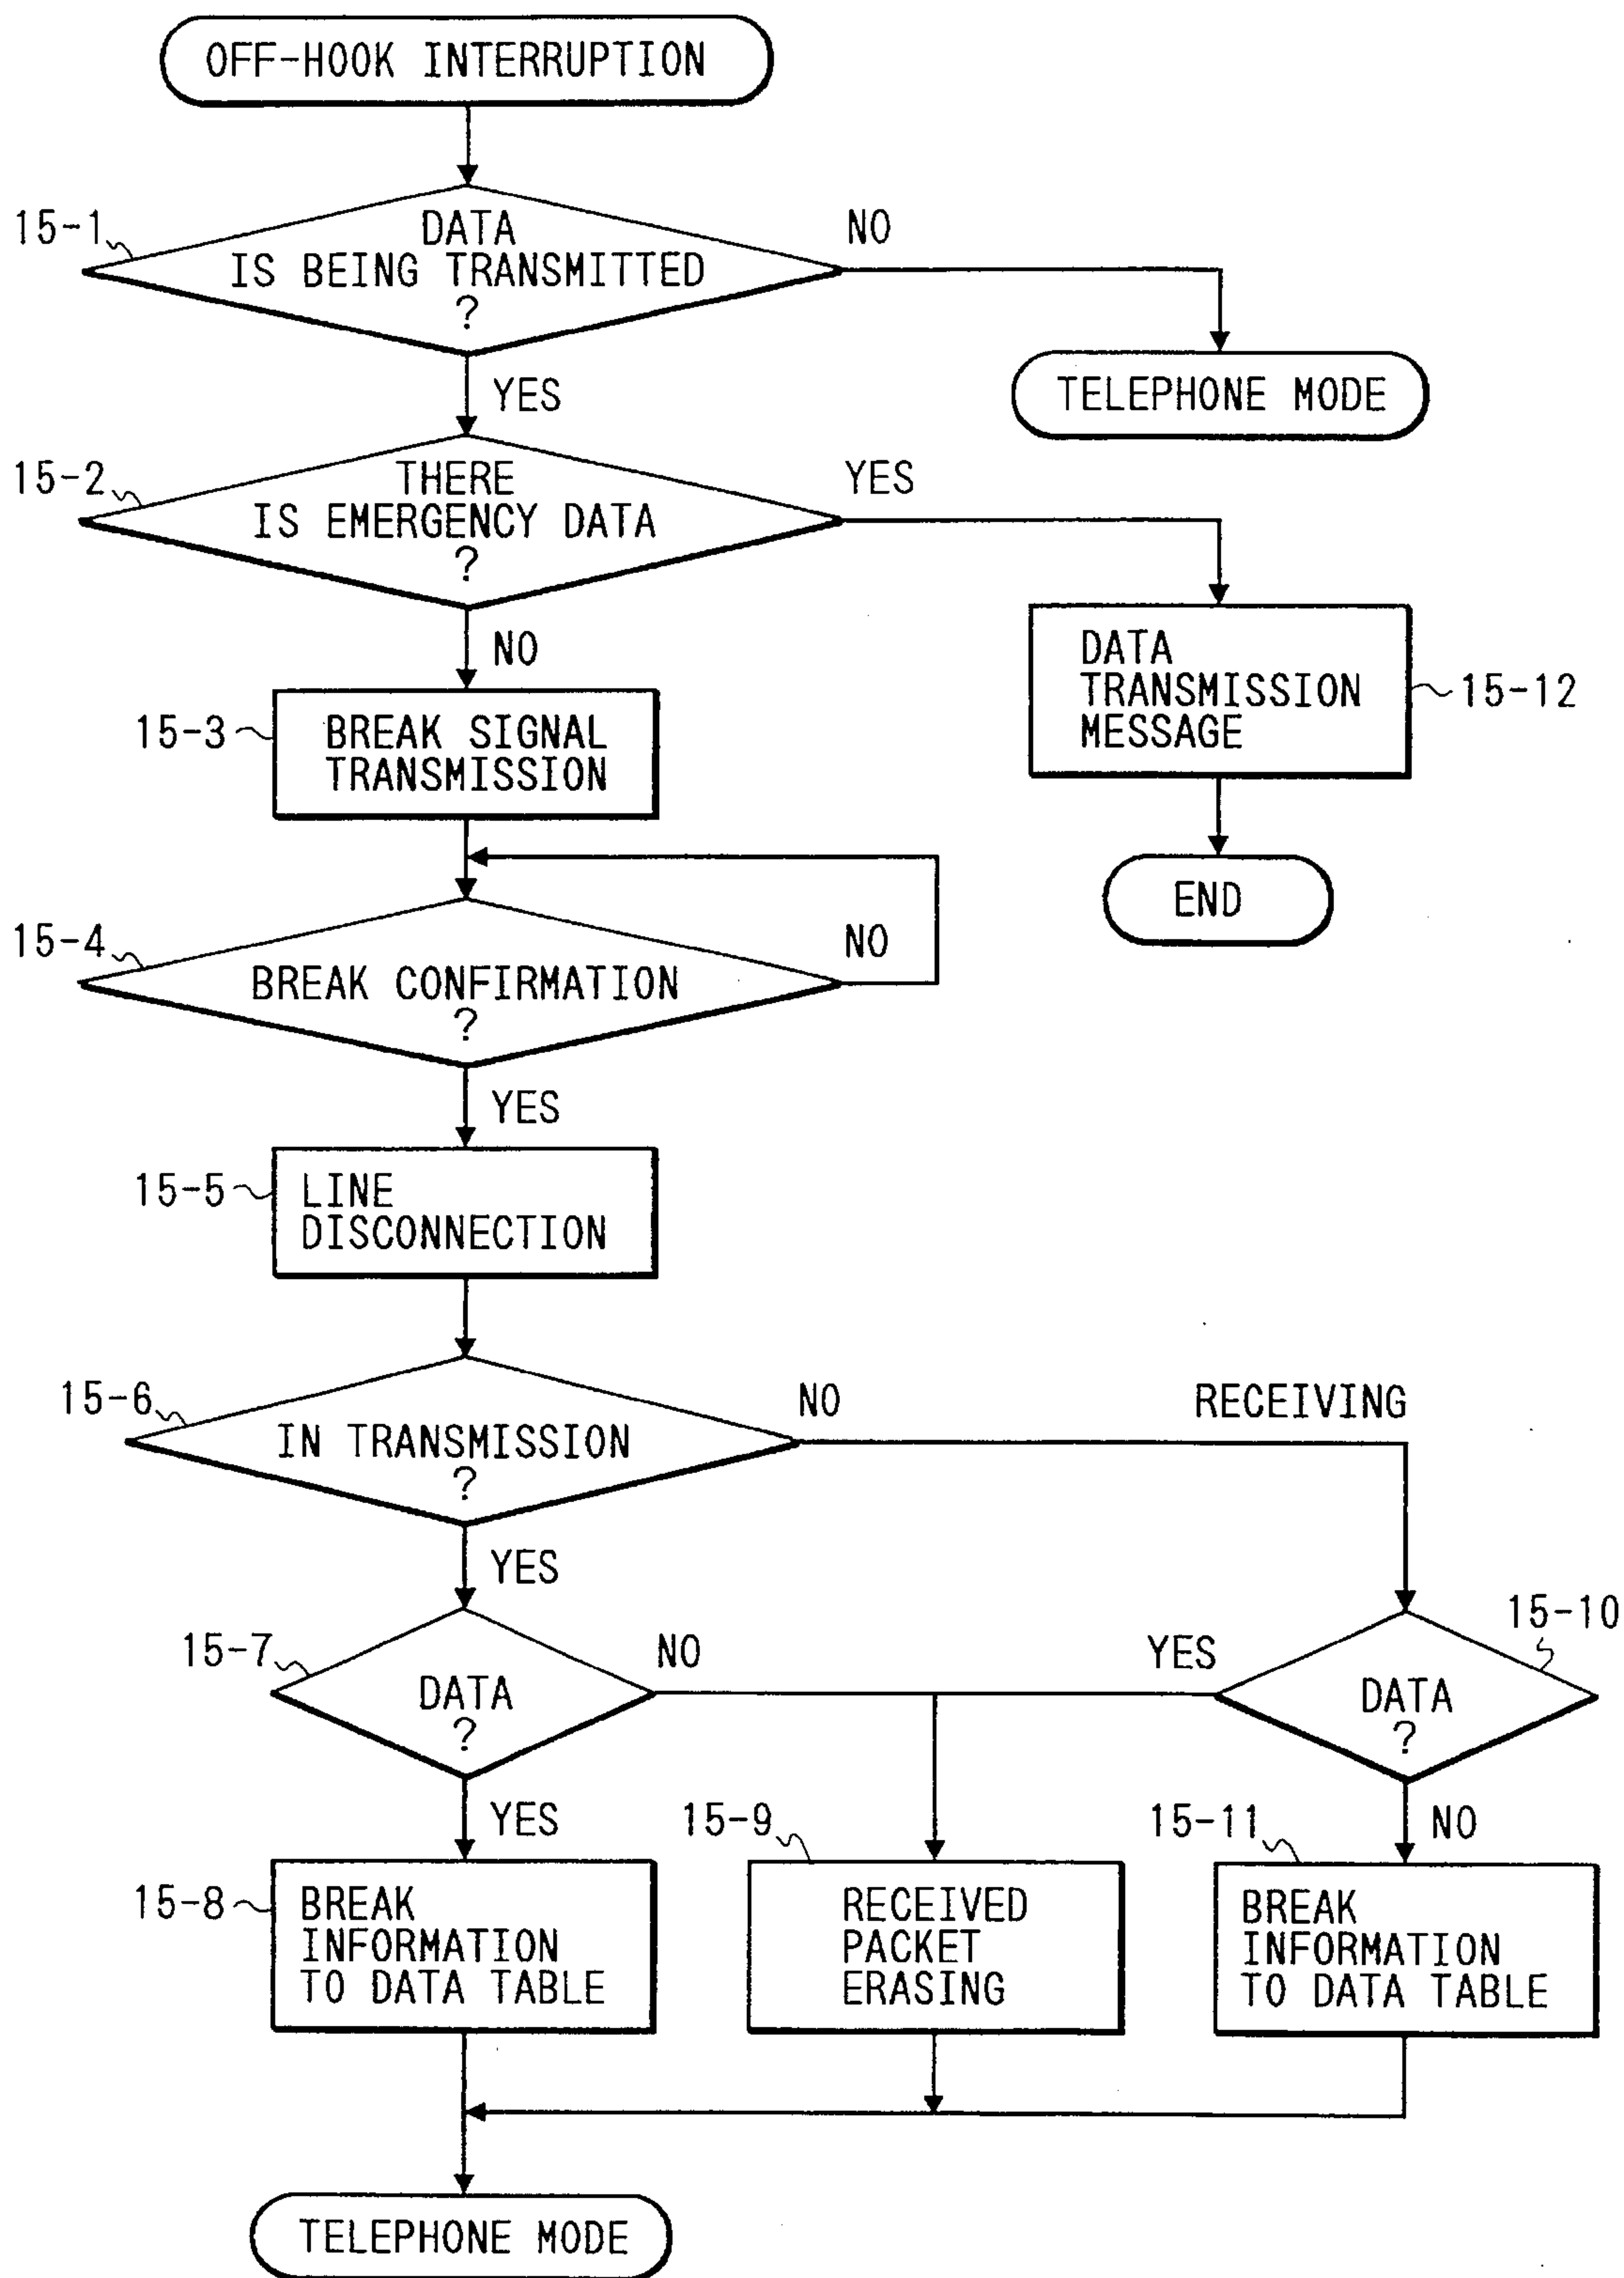 OFF-HOOK INTERRUPTION
15-1
DATA
IS BEING TRANSMITTED
?
NO
YES
TELEPHONE MODE
15-2
THERE
IS EMERGENCY DATA
?
YES
NO
DATA
TRANSMISSION
MESSAGE
15-12
15-3
BREAK SIGNAL
TRANSMISSION
END
15-4
BREAK CONFIRMATION
?
NO
YES
15-5
LINE
DISCONNECTION
15-6
IN TRANSMISSION
?
NO
RECEIVING
YES
15-7
DATA
?
NO
YES
15-10
DATA
?
YES
NO
15-8
BREAK
INFORMATION
TO DATA TABLE
15-9
RECEIVED
PACKET
ERASING
15-11
BREAK
INFORMATION
TO DATA TABLE
TELEPHONE MODE